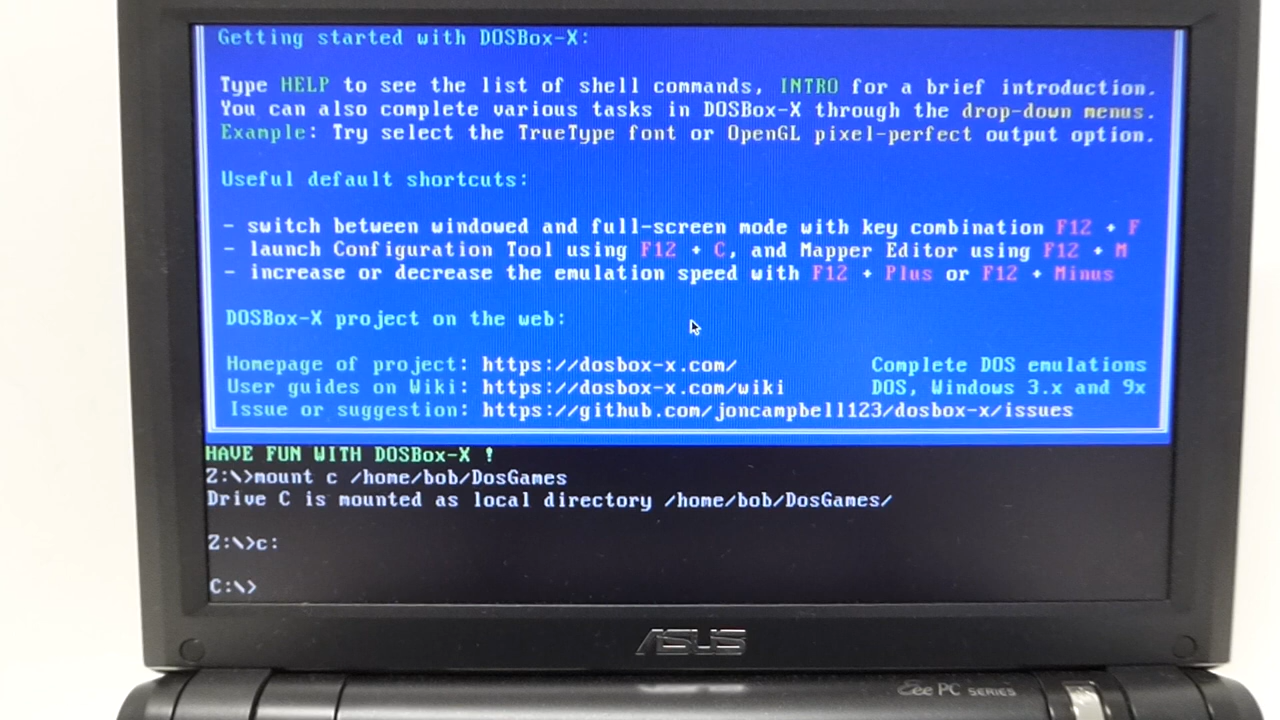 Getting started with DOSBox-X:
Type HELP to see the list of shell commands, INTRO for a brief introduction.
You can also complete various tasks in DOSBox-X through the drop-down menus.
Example: Try select the TrueType font or OpenGL pixel-perfect output option.
Useful default shortcuts:
- switch between windowed and full-screen mode with key combination F12 + F
- launch Configuration Tool using F12 + C, and Mapper Editor using F12 + M
- increase or decrease the emulation speed with F12 + Plus or F12 + Minus
DOSBox-X project on the web:
Homepage of project: https://dosbox-x.com/ Complete DOS emulations
User guides on Wiki: https://dosbox-x.com/wiki DOS, Windows 3.x and 9x
Issue or suggestion: https://github.com/joncampbell123/dosbox-x/issues
HAVE FUN WITH DOSBox-X !
Z:\>mount c /home/bob/DosGames
Drive C is mounted as local directory /home/bob/DosGames/
Z:\>c:
C:\>
ASUS
Eee PC SERIES